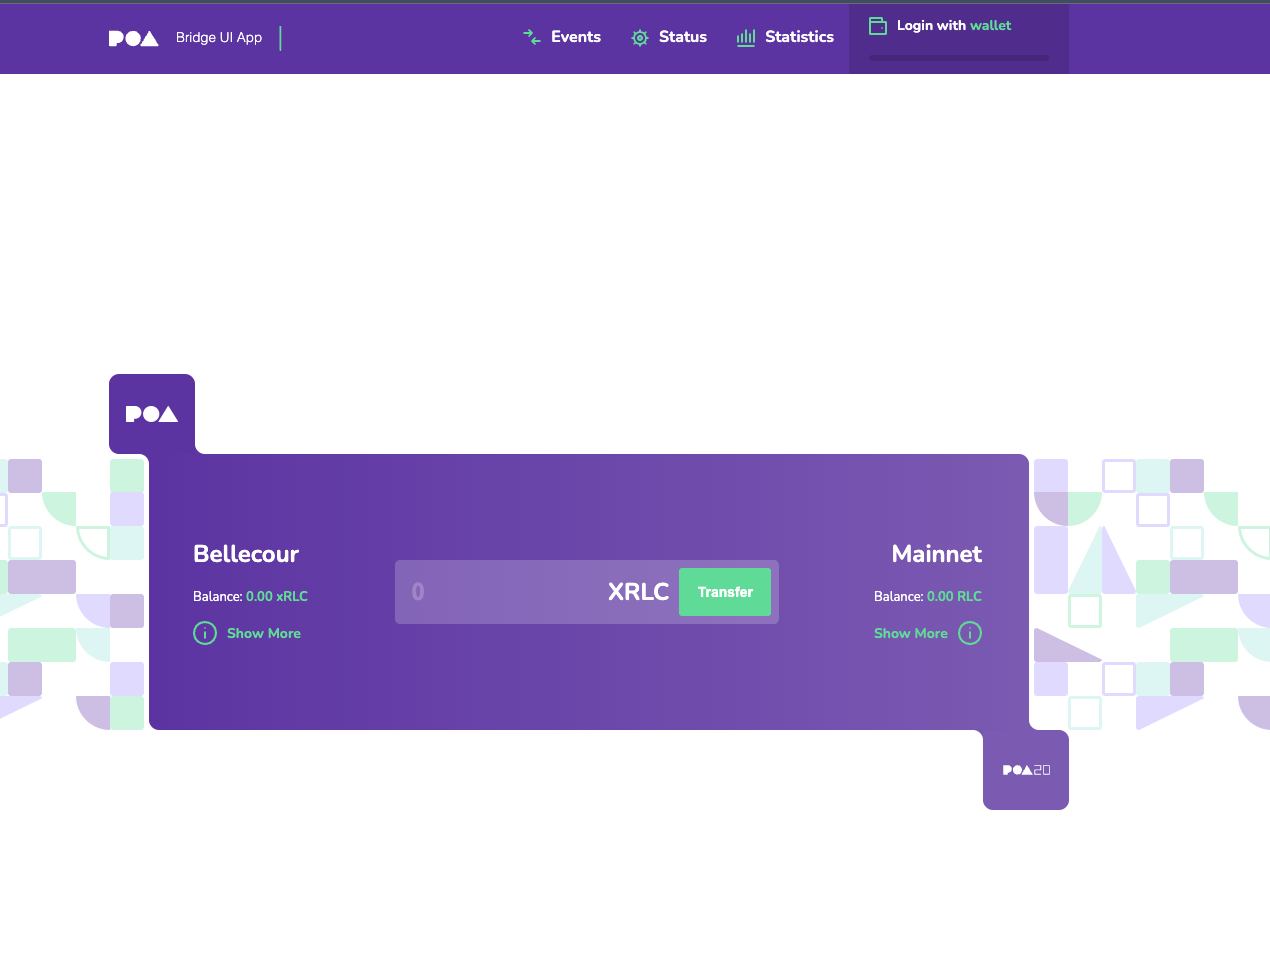 POA Bridge UI App
Events Status Statistics
Login with wallet
POA
Bellecour
Balance: 0.00 xRLC
Show More
0 XRLC Transfer
Mainnet
Balance: 0.00 RLC
Show More
POA20